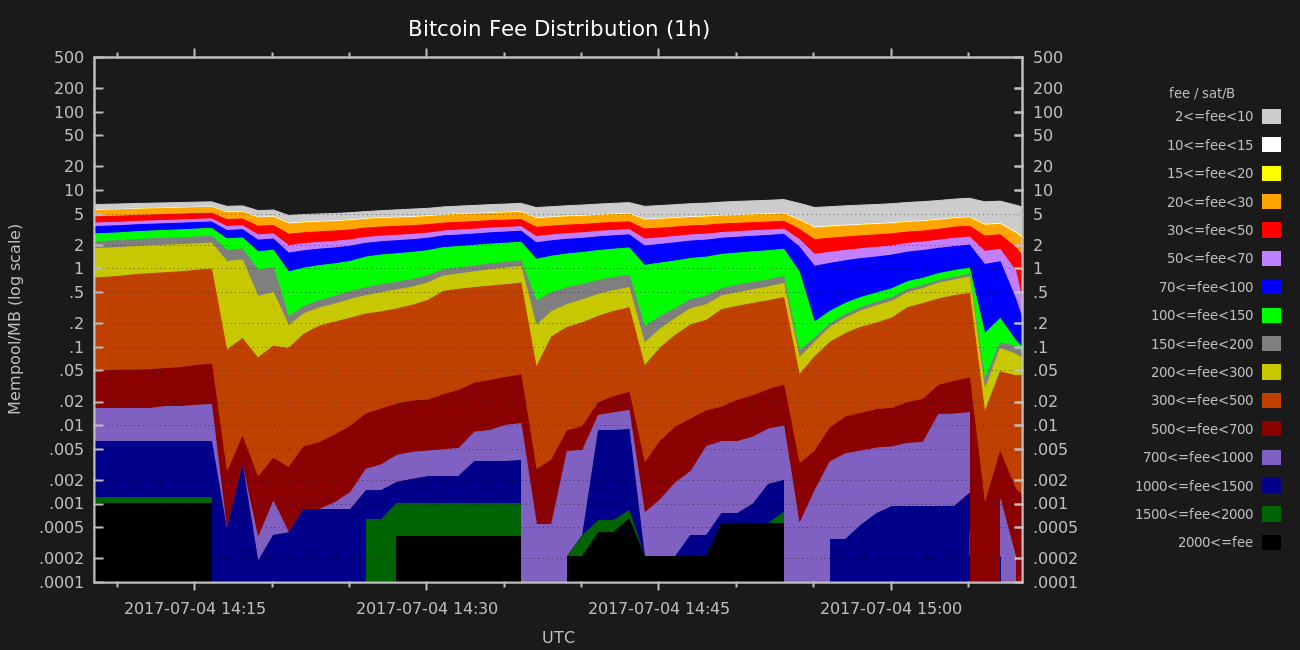 Bitcoin Fee Distribution (1h)
Mempool/MB (log scale)
500
200
100
50
20
10
5
2
1
.5
.2
.1
.05
.02
.01
.005
.002
.001
.0005
.0002
.0001
500
200
100
50
20
10
5
2
1
.5
.2
.1
.05
.02
.01
.005
.002
.001
.0005
.0002
.0001
2017-07-04 14:15
2017-07-04 14:30
2017-07-04 14:45
2017-07-04 15:00
UTC
fee / sat/B
2<=fee<10
10<=fee<15
15<=fee<20
20<=fee<30
30<=fee<50
50<=fee<70
70<=fee<100
100<=fee<150
150<=fee<200
200<=fee<300
300<=fee<500
500<=fee<700
700<=fee<1000
1000<=fee<1500
1500<=fee<2000
2000<=fee